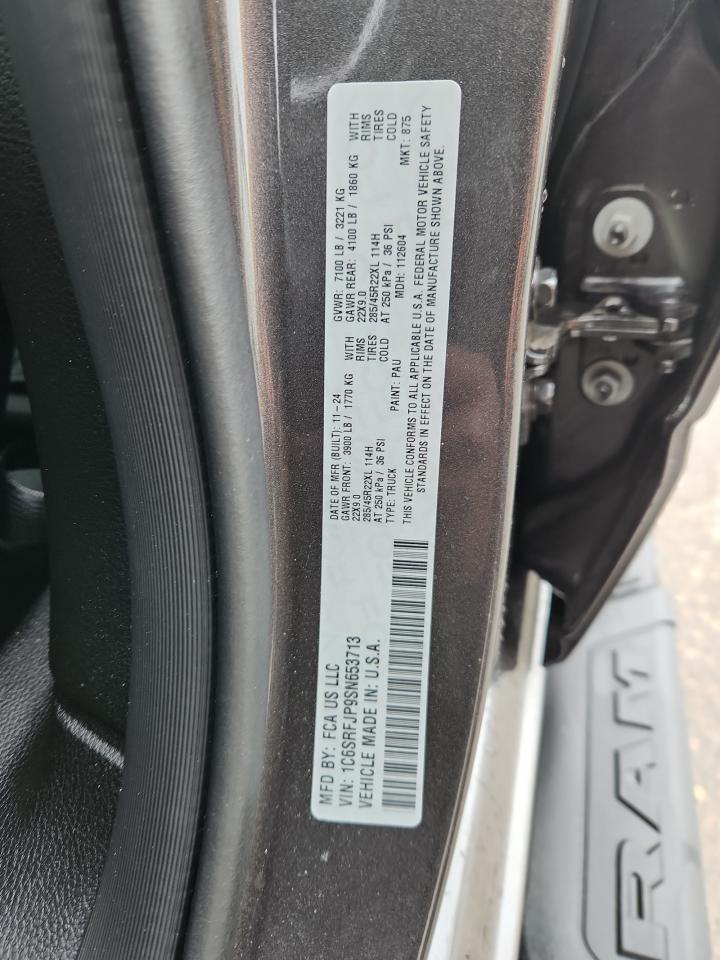 MFD BY: FCA US LLC
VIN: 1C6SRFJP9SN653713
VEHICLE MADE IN: U.S.A.
DATE OF MFR (BUILT): 11-24
GAWR FRONT: 3900 LB / 1770 KG WITH
22X9.0 RIMS
285/45R22XL 114H TIRES
AT 250 kPa / 36 PSI COLD
TYPE: TRUCK PAINT: PAU
GVWR: 7100 LB / 3221 KG
GAWR REAR: 4100 LB / 1860 KG WITH
22X9.0 RIMS
285/45R22XL 114H TIRES
AT 250 kPa / 36 PSI COLD
MDH: 112604 MKT: 875
THIS VEHICLE CONFORMS TO ALL APPLICABLE U.S.A. FEDERAL MOTOR VEHICLE SAFETY
STANDARDS IN EFFECT ON THE DATE OF MANUFACTURE SHOWN ABOVE.
RAM